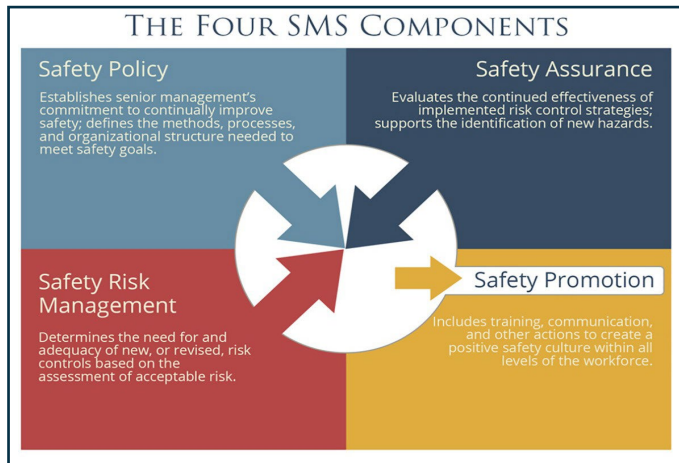 THE FOUR SMS COMPONENTS
Safety Policy
Establishes senior management's
commitment to continually improve
safety; defines the methods, processes,
and organizational structure needed to
meet safety goals.
Safety Assurance
Evaluates the continued effectiveness of
implemented risk control strategies;
supports the identification of new hazards.
Safety Risk
Management
Determines the need for and
adequacy of new, or revised, risk
controls based on the
assessment of acceptable risk.
Safety Promotion
Includes training, communication,
and other actions to create a
positive safety culture within all
levels of the workforce.